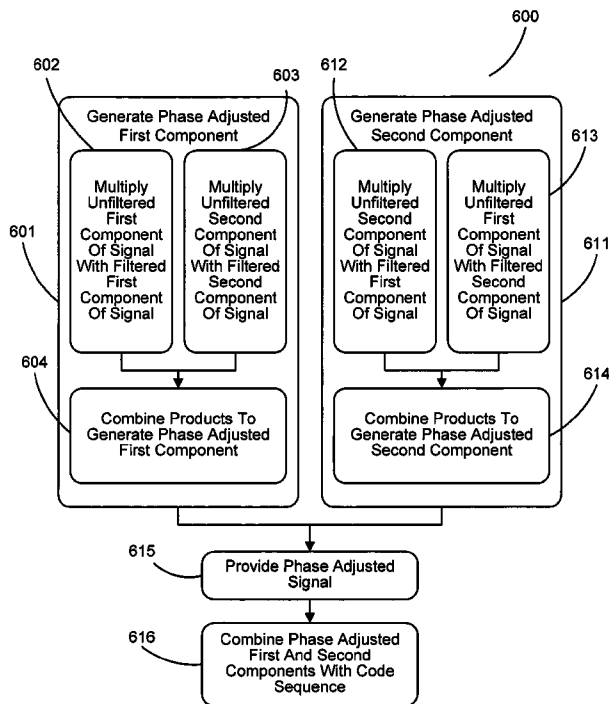 600
602
603
612
Generate Phase Adjusted
First Component
Generate Phase Adjusted
Second Component
613
Multiply
Unfiltered
First
Component
Of Signal
With Filtered
First
Component
Of Signal
Multiply
Unfiltered
Second
Component
Of Signal
With Filtered
Second
Component
Of Signal
Multiply
Unfiltered
Second
Component
Of Signal
With Filtered
First
Component
Of Signal
Multiply
Unfiltered
First
Component
Of Signal
With Filtered
Second
Component
Of Signal
601
611
604
614
Combine Products To
Generate Phase Adjusted
First Component
Combine Products To
Generate Phase Adjusted
Second Component
615
Provide Phase Adjusted
Signal
616
Combine Phase Adjusted
First And Second
Components With Code
Sequence